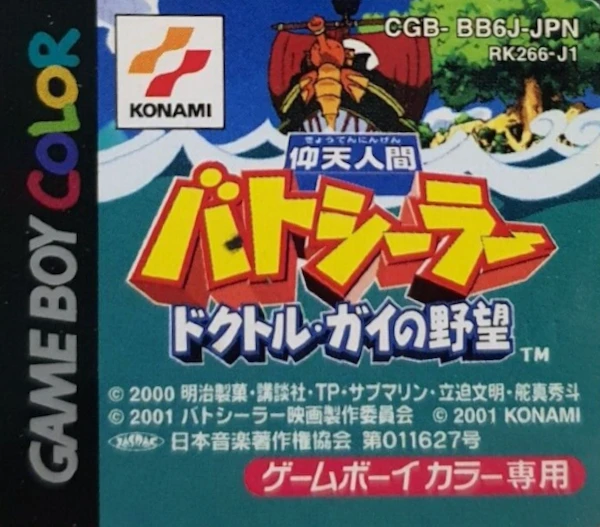 GAME BOY COLOR
KONAMI
CGB- BB6J-JPN
RK266-J1
ぎょうてんにんげん
仰天人間
バトシーラー
ドクトル・ガイの野望
TM
© 2000 明治製菓・講談社・TP・サブマリン・立迫文明・舵真秀斗
© 2001 バトシーラー映画製作委員会 © 2001 KONAMI
JASRAC 日本音楽著作権協会 第011627号
ゲームボーイ カラー専用